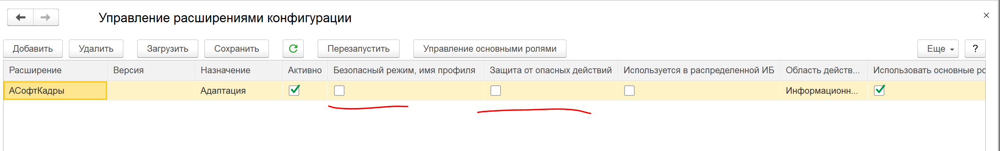 Управление расширениями конфигурации
Добавить Удалить Загрузить Сохранить Перезапустить Управление основными ролями Еще ?
Расширение Версия Назначение Активно Безопасный режим, имя профиля Защита от опасных действий Используется в распределенной ИБ Область действ... Использовать основные ро
АСофтКадры Адаптация Информационн...